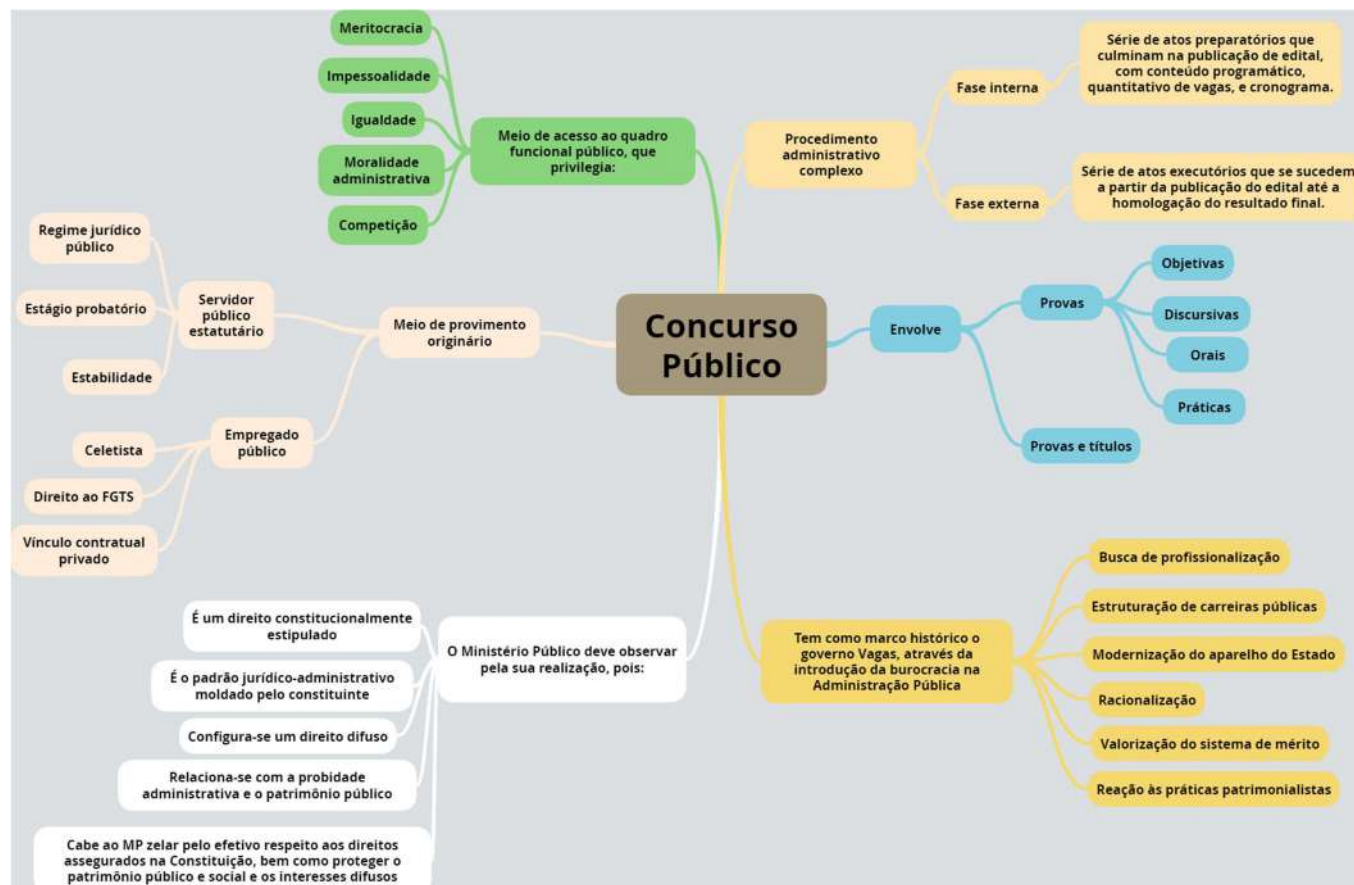 Concurso
Público
Meio de acesso ao quadro
funcional público, que
privilegia:
Meritocracia
Impessoalidade
Igualdade
Moralidade
administrativa
Competição
Procedimento
administrativo
complexo
Fase interna
Série de atos preparatórios que
culminam na publicação de edital,
com conteúdo programático,
quantitativo de vagas, e cronograma.
Fase externa
Série de atos executórios que se sucedem
a partir da publicação do edital até a
homologação do resultado final.
Envolve
Provas
Objetivas
Discursivas
Orais
Práticas
Provas e títulos
Meio de provimento
originário
Servidor
público
estatutário
Regime jurídico
público
Estágio probatório
Estabilidade
Empregado
público
Celetista
Direito ao FGTS
Vínculo contratual
privado
O Ministério Público deve observar
pela sua realização, pois:
É um direito constitucionalmente
estipulado
É o padrão jurídico-administrativo
moldado pelo constituinte
Configura-se um direito difuso
Relaciona-se com a probidade
administrativa e o patrimônio público
Cabe ao MP zelar pelo efetivo respeito aos direitos
assegurados na Constituição, bem como proteger o
patrimônio público e social e os interesses difusos
Tem como marco histórico o
governo Vagas, através da
introdução da burocracia na
Administração Pública
Busca de profissionalização
Estruturação de carreiras públicas
Modernização do aparelho do Estado
Racionalização
Valorização do sistema de mérito
Reação às práticas patrimonialistas